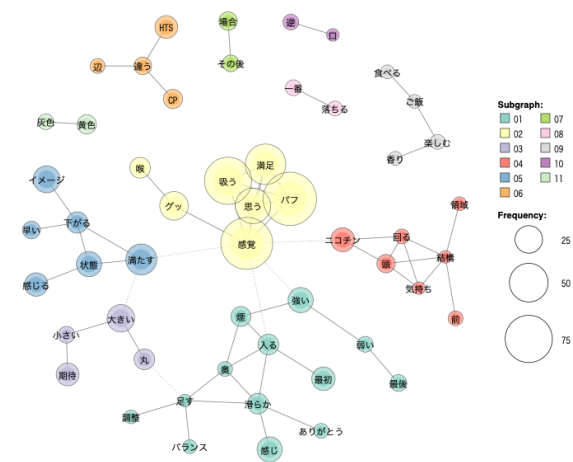 HTS
場合
逆
口
辺
違う
その後
食べる
CP
一番
ご飯
灰色
黄色
落ちる
楽しむ
香り
Subgraph:
01
07
02
08
03
09
04
10
05
11
06
喉
満足
吸う
イメージ
グッ
思う
パフ
早い
下がる
感覚
ニコチン
回る
領域
状態
満たす
頭
結構
感じる
気持ち
Frequency:
25
50
75
大きい
強い
前
小さい
煙
入る
弱い
期待
丸
奥
最初
最後
足す
滑らか
調整
バランス
ありがとう
感じ